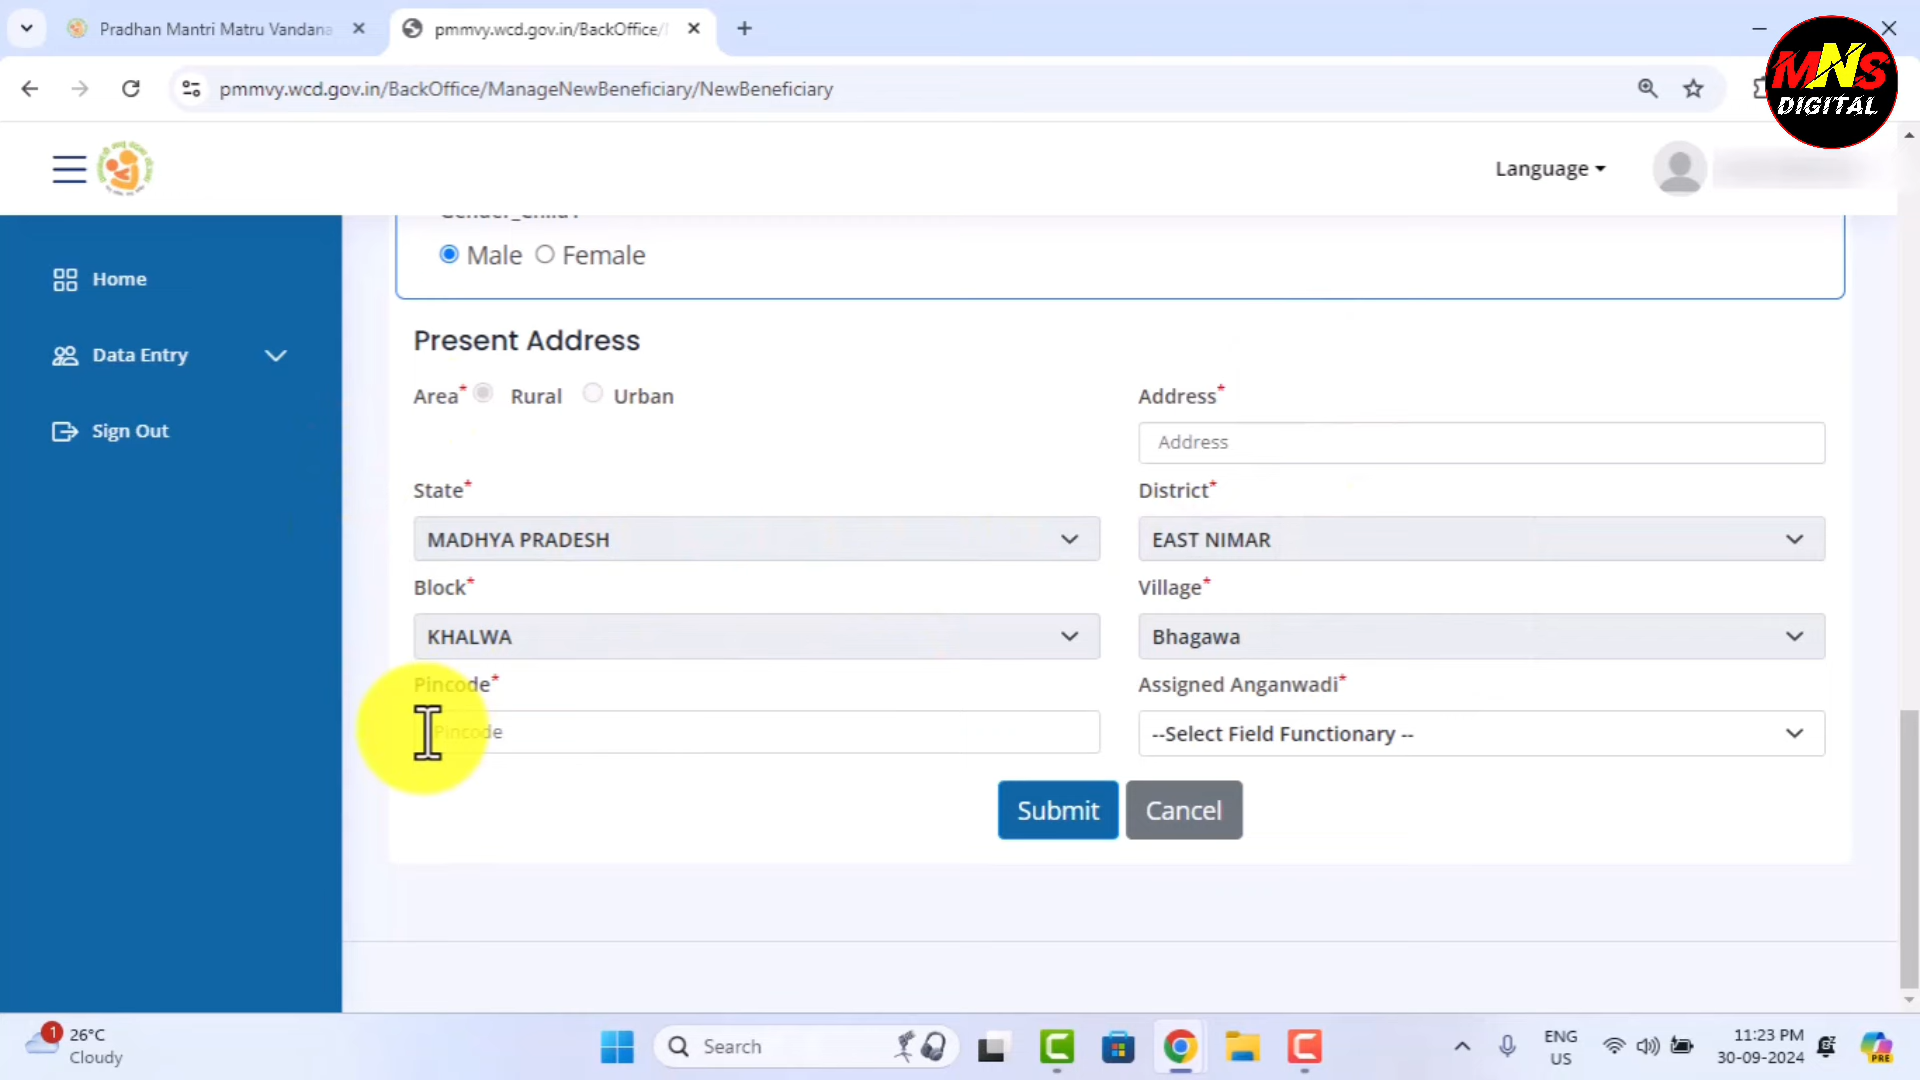 Pradhan Mantri Matru Vandana
pmmvy.wcd.gov.in/BackOffice/
pmmvy.wcd.gov.in/BackOffice/ManageNewBeneficiary/NewBeneficiary
MNS
DIGITAL
Language
Home
Data Entry
Sign Out
Male Female
Present Address
Area* Rural Urban
Address*
Address
State*
District*
MADHYA PRADESH
EAST NIMAR
Block*
Village*
KHALWA
Bhagawa
Pincode*
Assigned Anganwadi*
Pincode
--Select Field Functionary --
Submit Cancel
1
26°C
Cloudy
Search
ENG
US
11:23 PM
30-09-2024
PRE